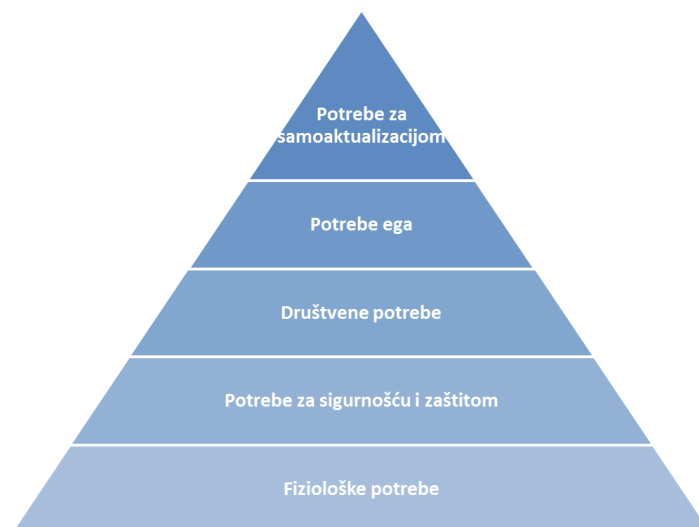 Potrebe za
samoaktualizacijom
Potrebe ega
Društvene potrebe
Potrebe za sigurnošću i zaštitom
Fiziološke potrebe